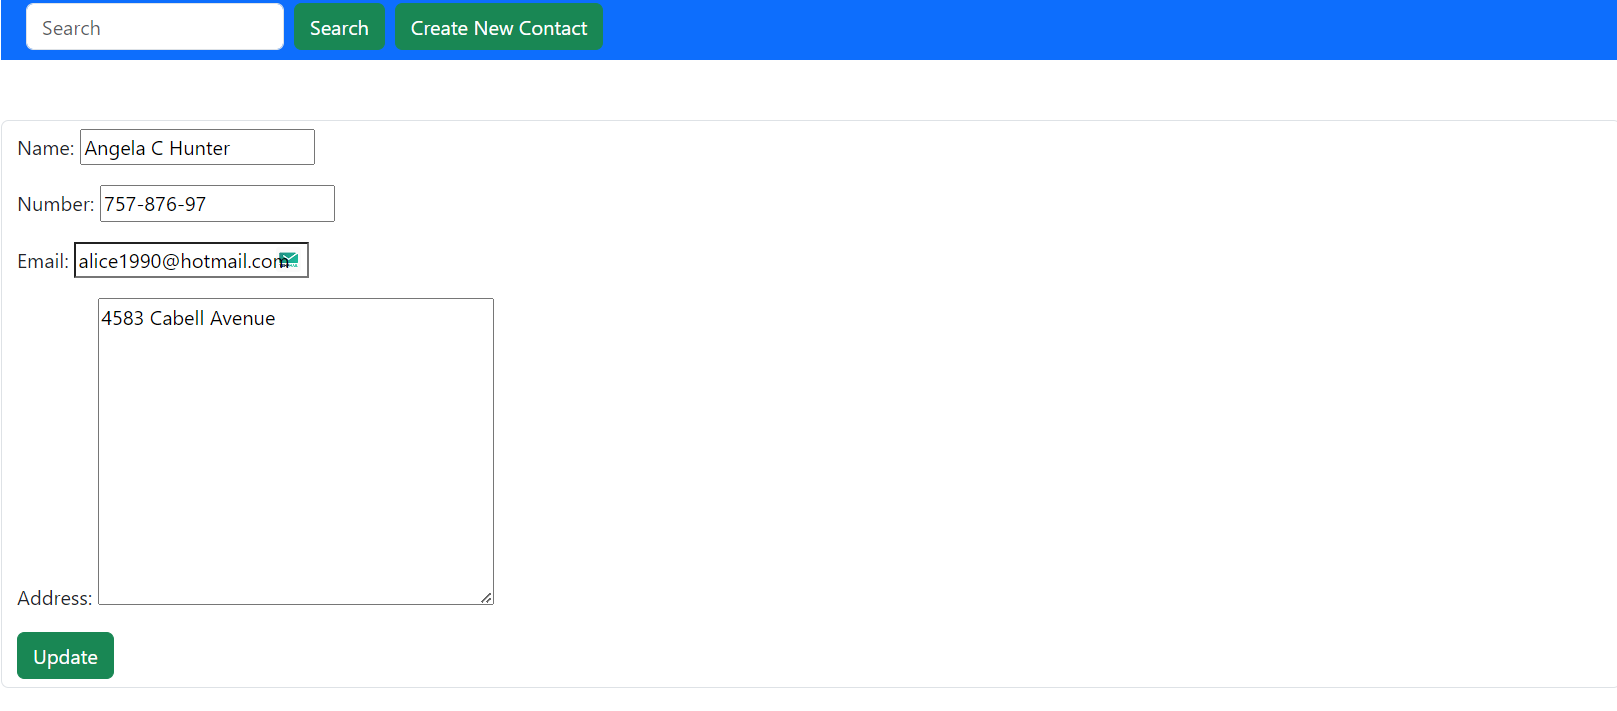 Search Search Create New Contact
Name: Angela C Hunter
Number: 757-876-97
Email: alice1990@hotmail.com
4583 Cabell Avenue
Address:
Update